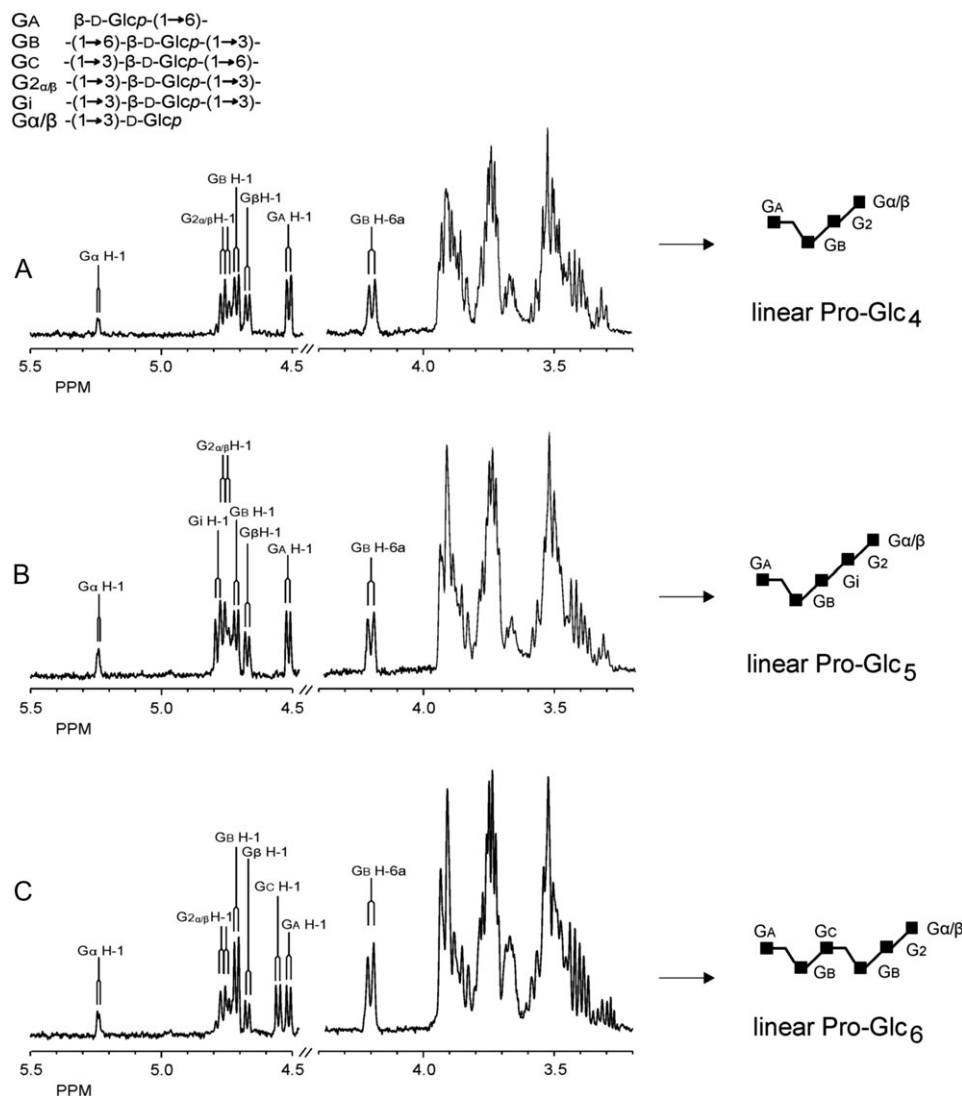 GA β-D-Glcp-(1→6)-
GB -(1→6)-β-D-Glcp-(1→3)-
GC -(1→3)-β-D-Glcp-(1→6)-
G2α/β -(1→3)-β-D-Glcp-(1→3)-
Gi -(1→3)-β-D-Glcp-(1→3)-
Gα/β -(1→3)-D-Glcp
A
Gα H-1
G2α/βH-1
GB H-1
GβH-1
GA H-1
GB H-6a
5.5 5.0 4.5 // 4.0 3.5
PPM
GA
GB
G2
Gα/β
linear Pro-Glc4
B
Gα H-1
Gi H-1
G2α/βH-1
GB H-1
GβH-1
GA H-1
GB H-6a
5.5 5.0 4.5 // 4.0 3.5
PPM
GA
GB
Gi
G2
Gα/β
linear Pro-Glc5
C
Gα H-1
G2α/βH-1
GB H-1
Gβ H-1
GC H-1
GA H-1
GB H-6a
5.5 5.0 4.5 // 4.0 3.5
PPM
GA
GB
GC
GB
G2
Gα/β
linear Pro-Glc6